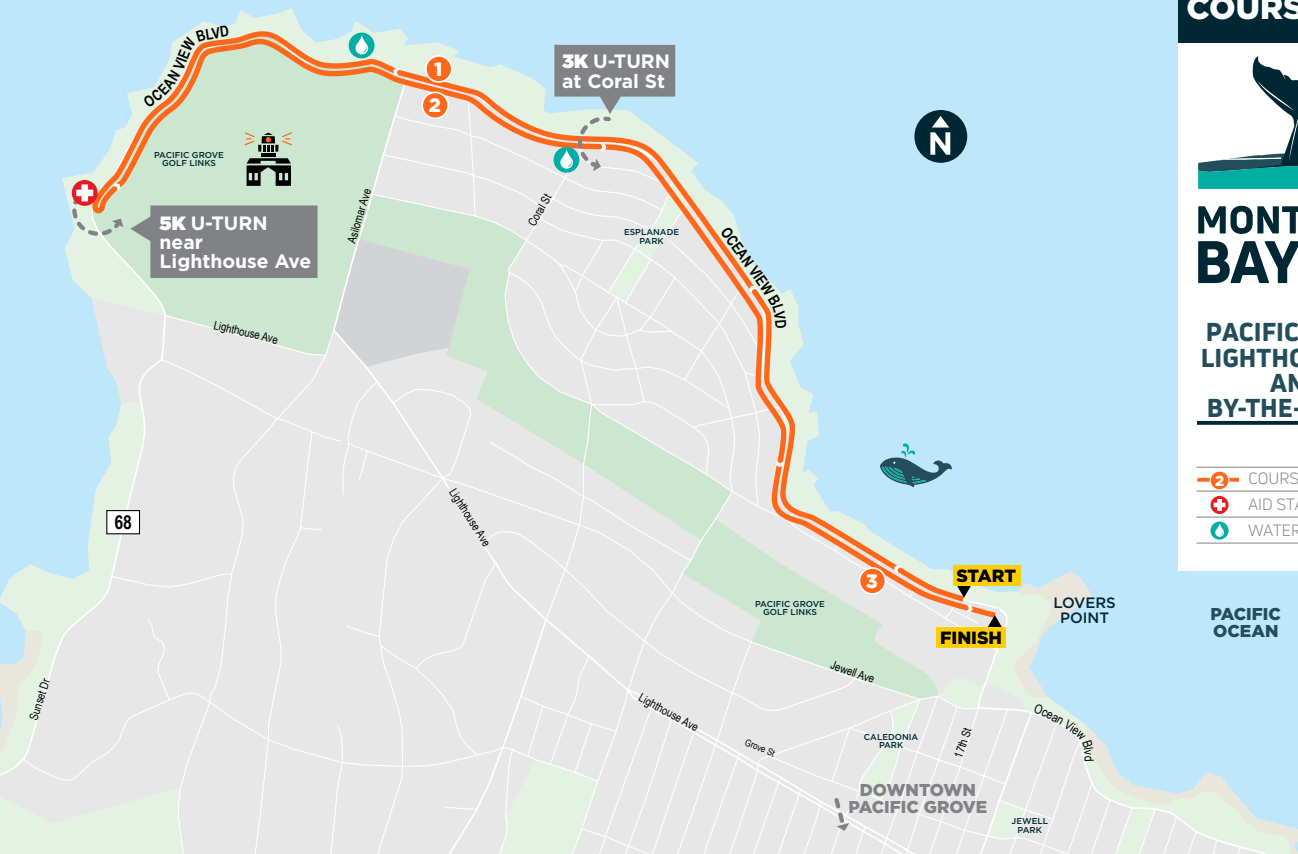 OCEAN VIEW BLVD
1
2
3K U-TURN
at Coral St
N
PACIFIC GROVE
GOLF LINKS
5K U-TURN
near
Lighthouse Ave
Asilomar Ave
Coral St
ESPLANADE
PARK
OCEAN VIEW BLVD
Lighthouse Ave
68
Lighthouse Ave
3
START
FINISH
LOVERS
POINT
PACIFIC GROVE
GOLF LINKS
Jewell Ave
Sunset Dr
Lighthouse Ave
Grove St
CALEDONIA
PARK
17th St
Ocean View Blvd
DOWNTOWN
PACIFIC GROVE
JEWELL
PARK
COURS
MONT
BAY
PACIFIC
LIGHTHO
AN
BY-THE-
2 COURS
AID STA
WATER
PACIFIC
OCEAN